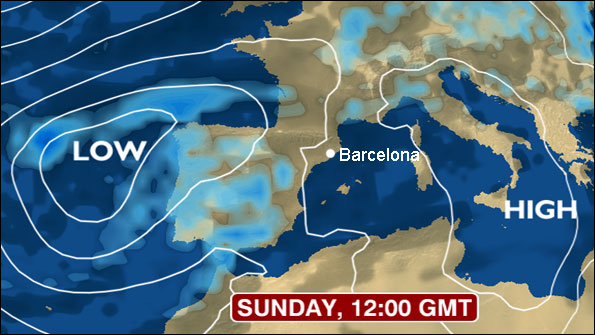 Barcelona
LOW
HIGH
SUNDAY, 12:00 GMT